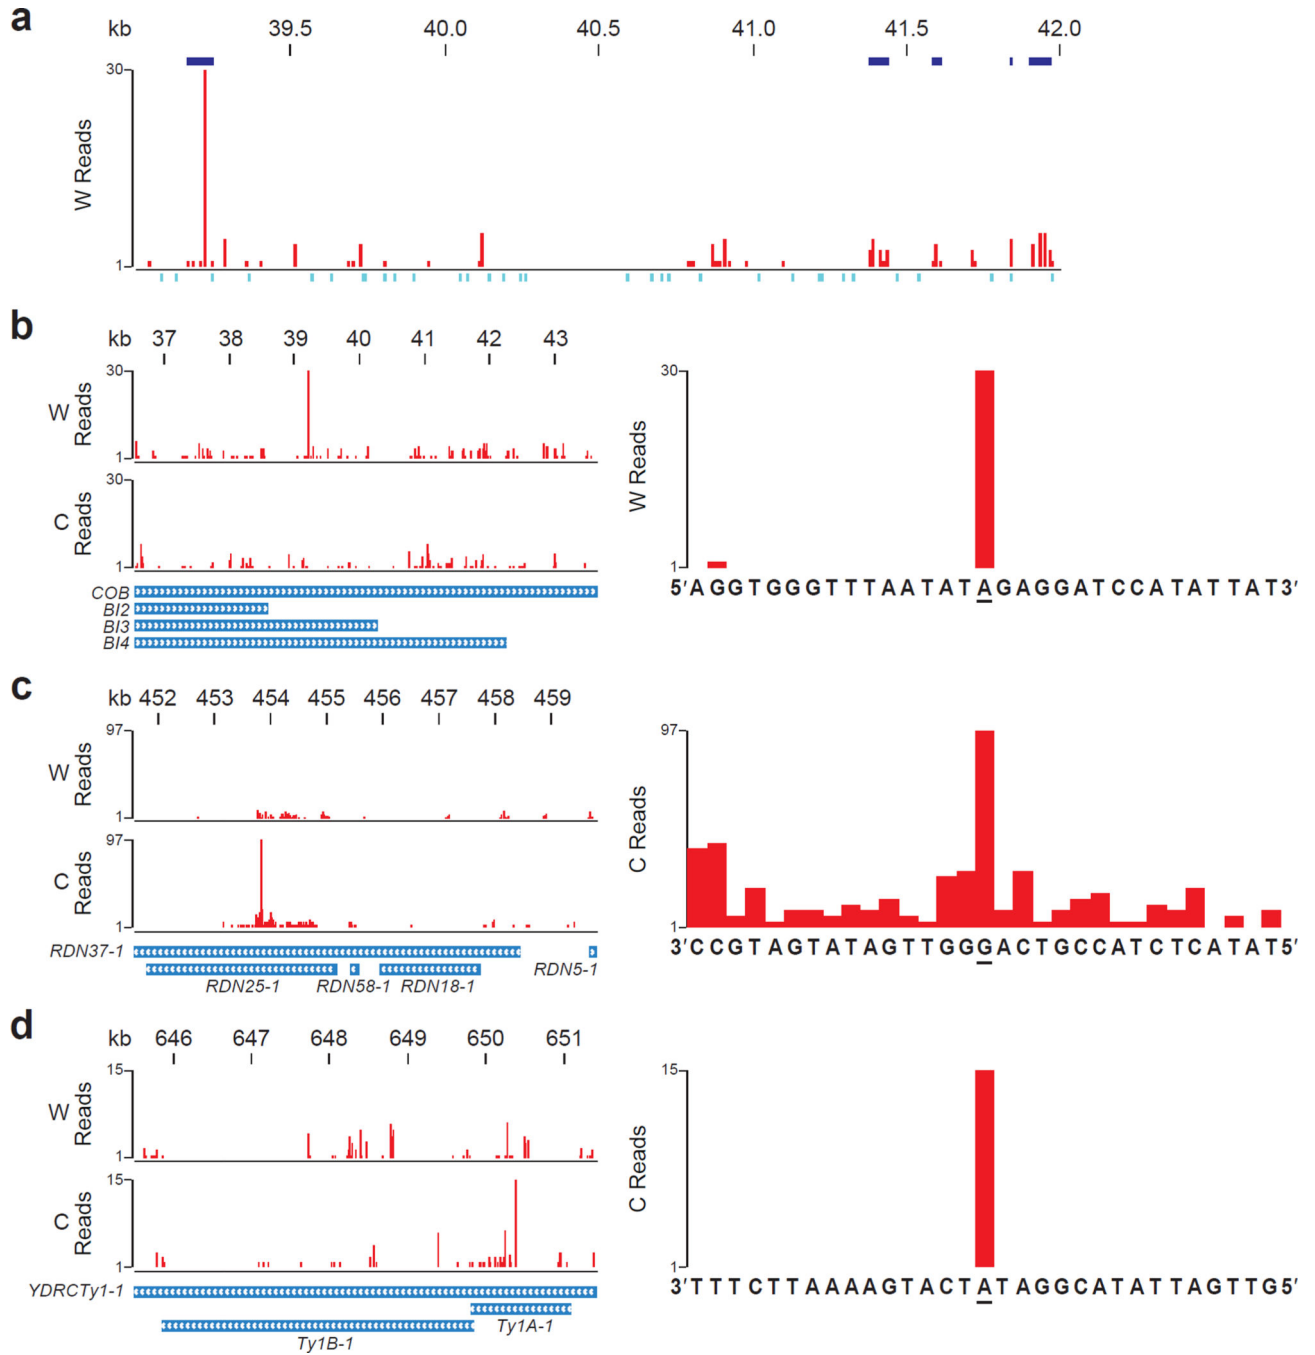 a
kb 39.5 40.0 40.5 41.0 41.5 42.0
30
W Reads
1
b
kb 37 38 39 40 41 42 43
30
W Reads
1
30
C Reads
1
COB
BI2
BI3
BI4
30
W Reads
1
5′AGGTGGGTTTAATATAGAGGATCCATATTAT3′
c
kb 452 453 454 455 456 457 458 459
97
W Reads
1
97
C Reads
1
RDN37-1
RDN5-1
RDN25-1 RDN58-1 RDN18-1
97
C Reads
1
3′CCGTAGTATAGTTGGGACTGCCATCTCATAT5′
d
kb 646 647 648 649 650 651
15
W Reads
1
15
C Reads
1
YDRCTy1-1
Ty1A-1
Ty1B-1
15
C Reads
1
3′TTTCTTAAAAGTACTATAGGCATATTAGTTG5′